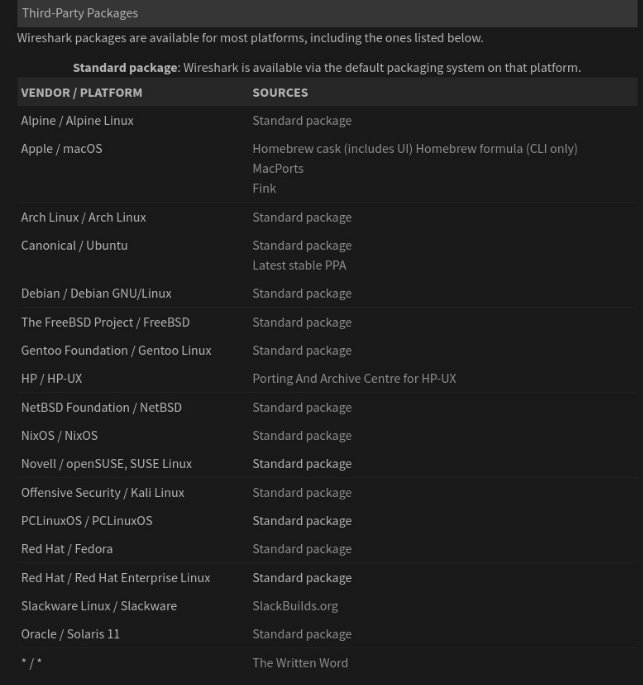 Third-Party Packages
Wireshark packages are available for most platforms, including the ones listed below.
Standard package: Wireshark is available via the default packaging system on that platform.
VENDOR / PLATFORM SOURCES
Alpine / Alpine Linux Standard package
Apple / macOS Homebrew cask (includes UI) Homebrew formula (CLI only)
MacPorts
Fink
Arch Linux / Arch Linux Standard package
Canonical / Ubuntu Standard package
Latest stable PPA
Debian / Debian GNU/Linux Standard package
The FreeBSD Project / FreeBSD Standard package
Gentoo Foundation / Gentoo Linux Standard package
HP / HP-UX Porting And Archive Centre for HP-UX
NetBSD Foundation / NetBSD Standard package
NixOS / NixOS Standard package
Novell / openSUSE, SUSE Linux Standard package
Offensive Security / Kali Linux Standard package
PCLinuxOS / PCLinuxOS Standard package
Red Hat / Fedora Standard package
Red Hat / Red Hat Enterprise Linux Standard package
Slackware Linux / Slackware SlackBuilds.org
Oracle / Solaris 11 Standard package
* / * The Written Word